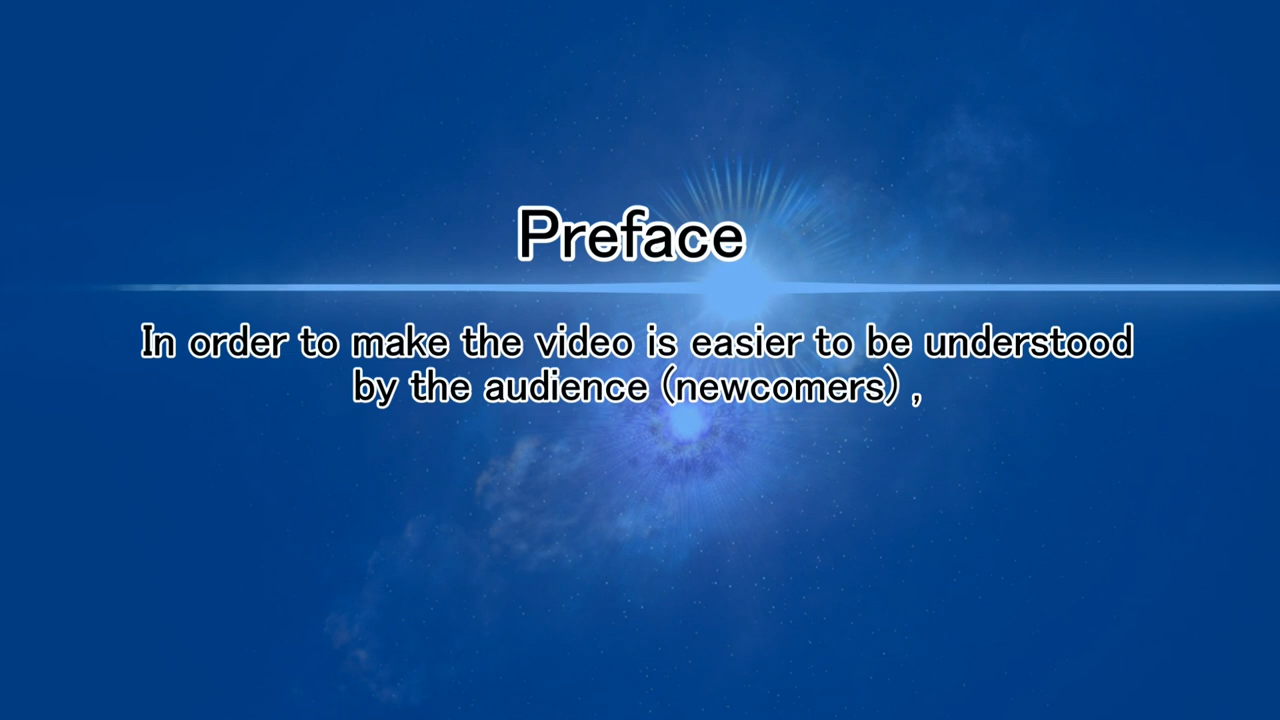 Preface
In order to make the video is easier to be understood
by the audience (newcomers) ,